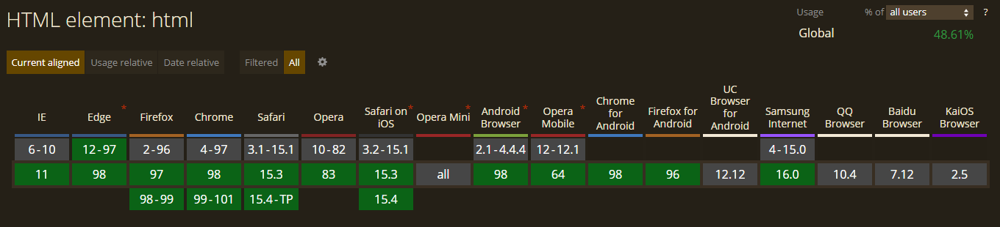 HTML element: html
Usage % of all users ?
Global 48.61%
Current aligned Usage relative Date relative Filtered All
IE Edge * Firefox Chrome Safari Opera Safari on iOS * Opera Mini * Android Browser * Opera Mobile * Chrome for Android Firefox for Android UC Browser for Android Samsung Internet QQ Browser Baidu Browser KaiOS Browser
6-10 12-97 2-96 4-97 3.1-15.1 10-82 3.2-15.1 2.1-4.4.4 12-12.1 4-15.0
11 98 97 98 15.3 83 15.3 all 98 64 98 96 12.12 16.0 10.4 7.12 2.5
98-99 99-101 15.4-TP 15.4